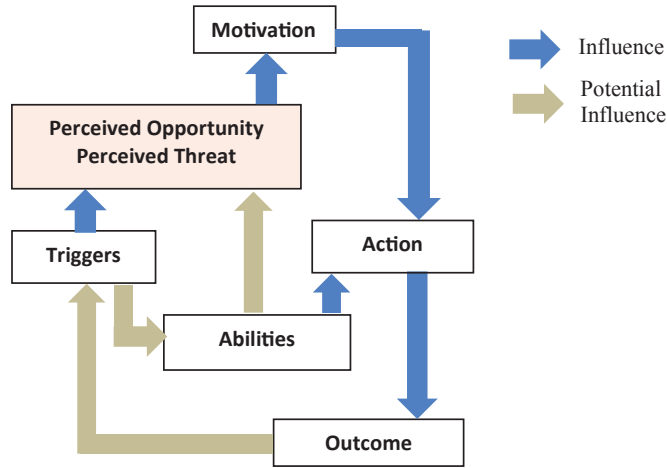 Motivation
Influence
Potential
Influence
Perceived Opportunity
Perceived Threat
Triggers
Action
Abilities
Outcome